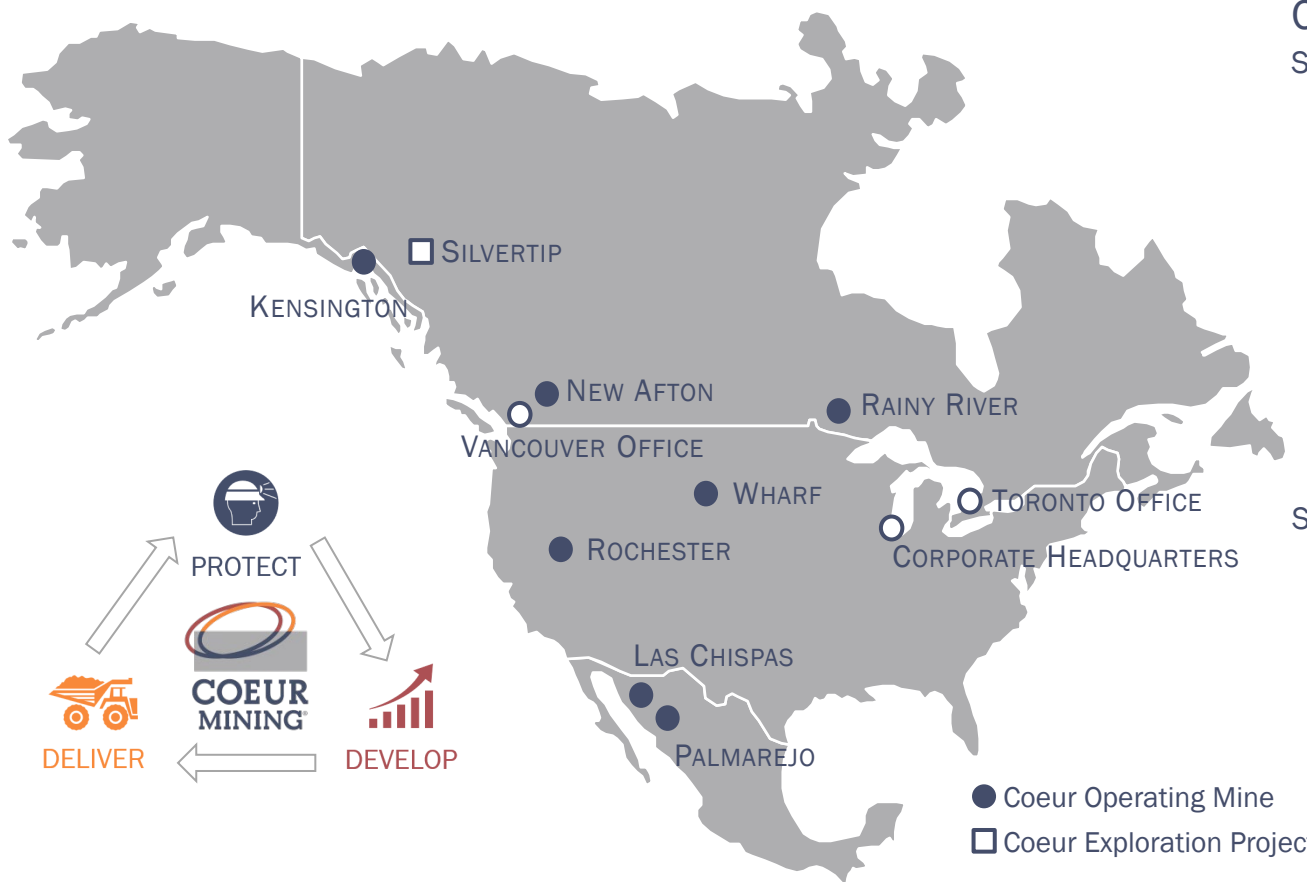 C
S
SILVERTIP
KENSINGTON
NEW AFTON
RAINY RIVER
VANCOUVER OFFICE
WHARF
TORONTO OFFICE
S
ROCHESTER
CORPORATE HEADQUARTERS
PROTECT
LAS CHISPAS
COEUR
MINING®
DELIVER
DEVELOP
PALMAREJO
Coeur Operating Mine
Coeur Exploration Project